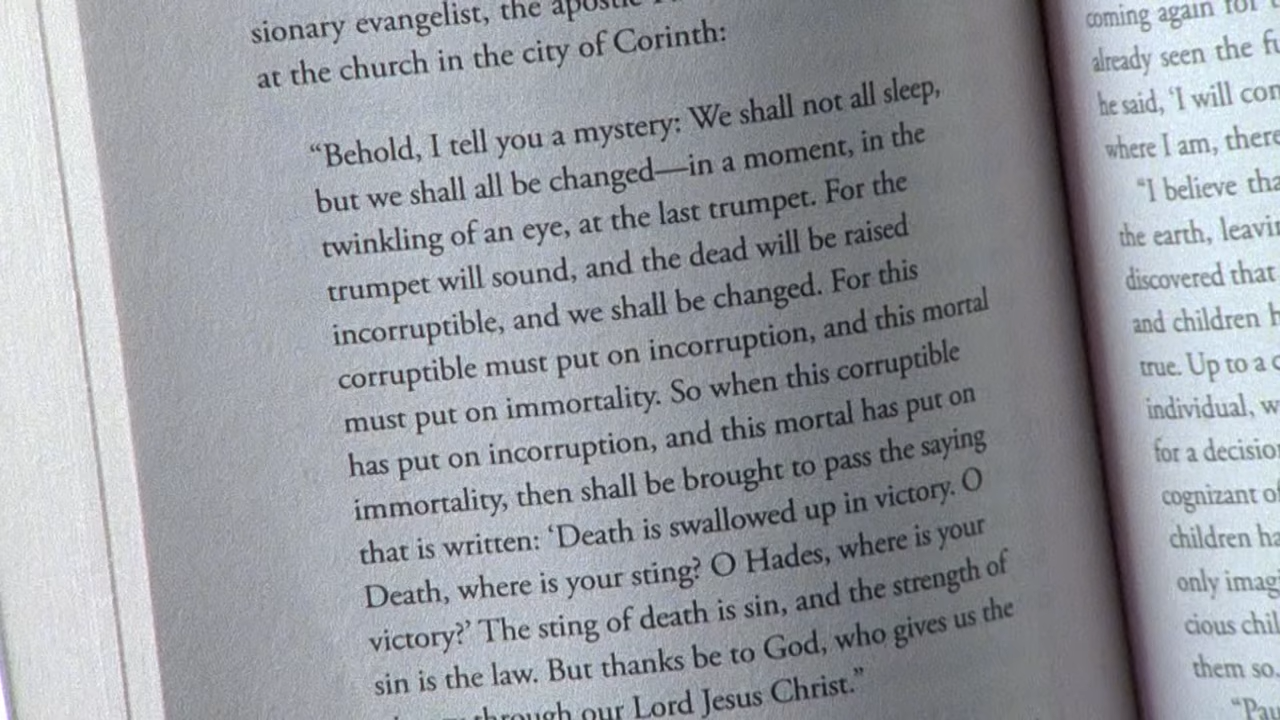 sionary evangelist, the apostle
at the church in the city of Corinth:
“Behold, I tell you a mystery: We shall not all sleep,
but we shall all be changed—in a moment, in the
twinkling of an eye, at the last trumpet. For the
trumpet will sound, and the dead will be raised
incorruptible, and we shall be changed. For this
corruptible must put on incorruption, and this mortal
must put on immortality. So when this corruptible
has put on incorruption, and this mortal has put on
immortality, then shall be brought to pass the saying
that is written: ‘Death is swallowed up in victory. O
Death, where is your sting? O Hades, where is your
victory?’ The sting of death is sin, and the strength of
sin is the law. But thanks be to God, who gives us the
through our Lord Jesus Christ.”
coming again for
already seen the
he said, ‘I will
where I am,
“I believe
the earth,
discovered that
and children
true. Up to a
individual,
for a
cognizant
children
only
them so.